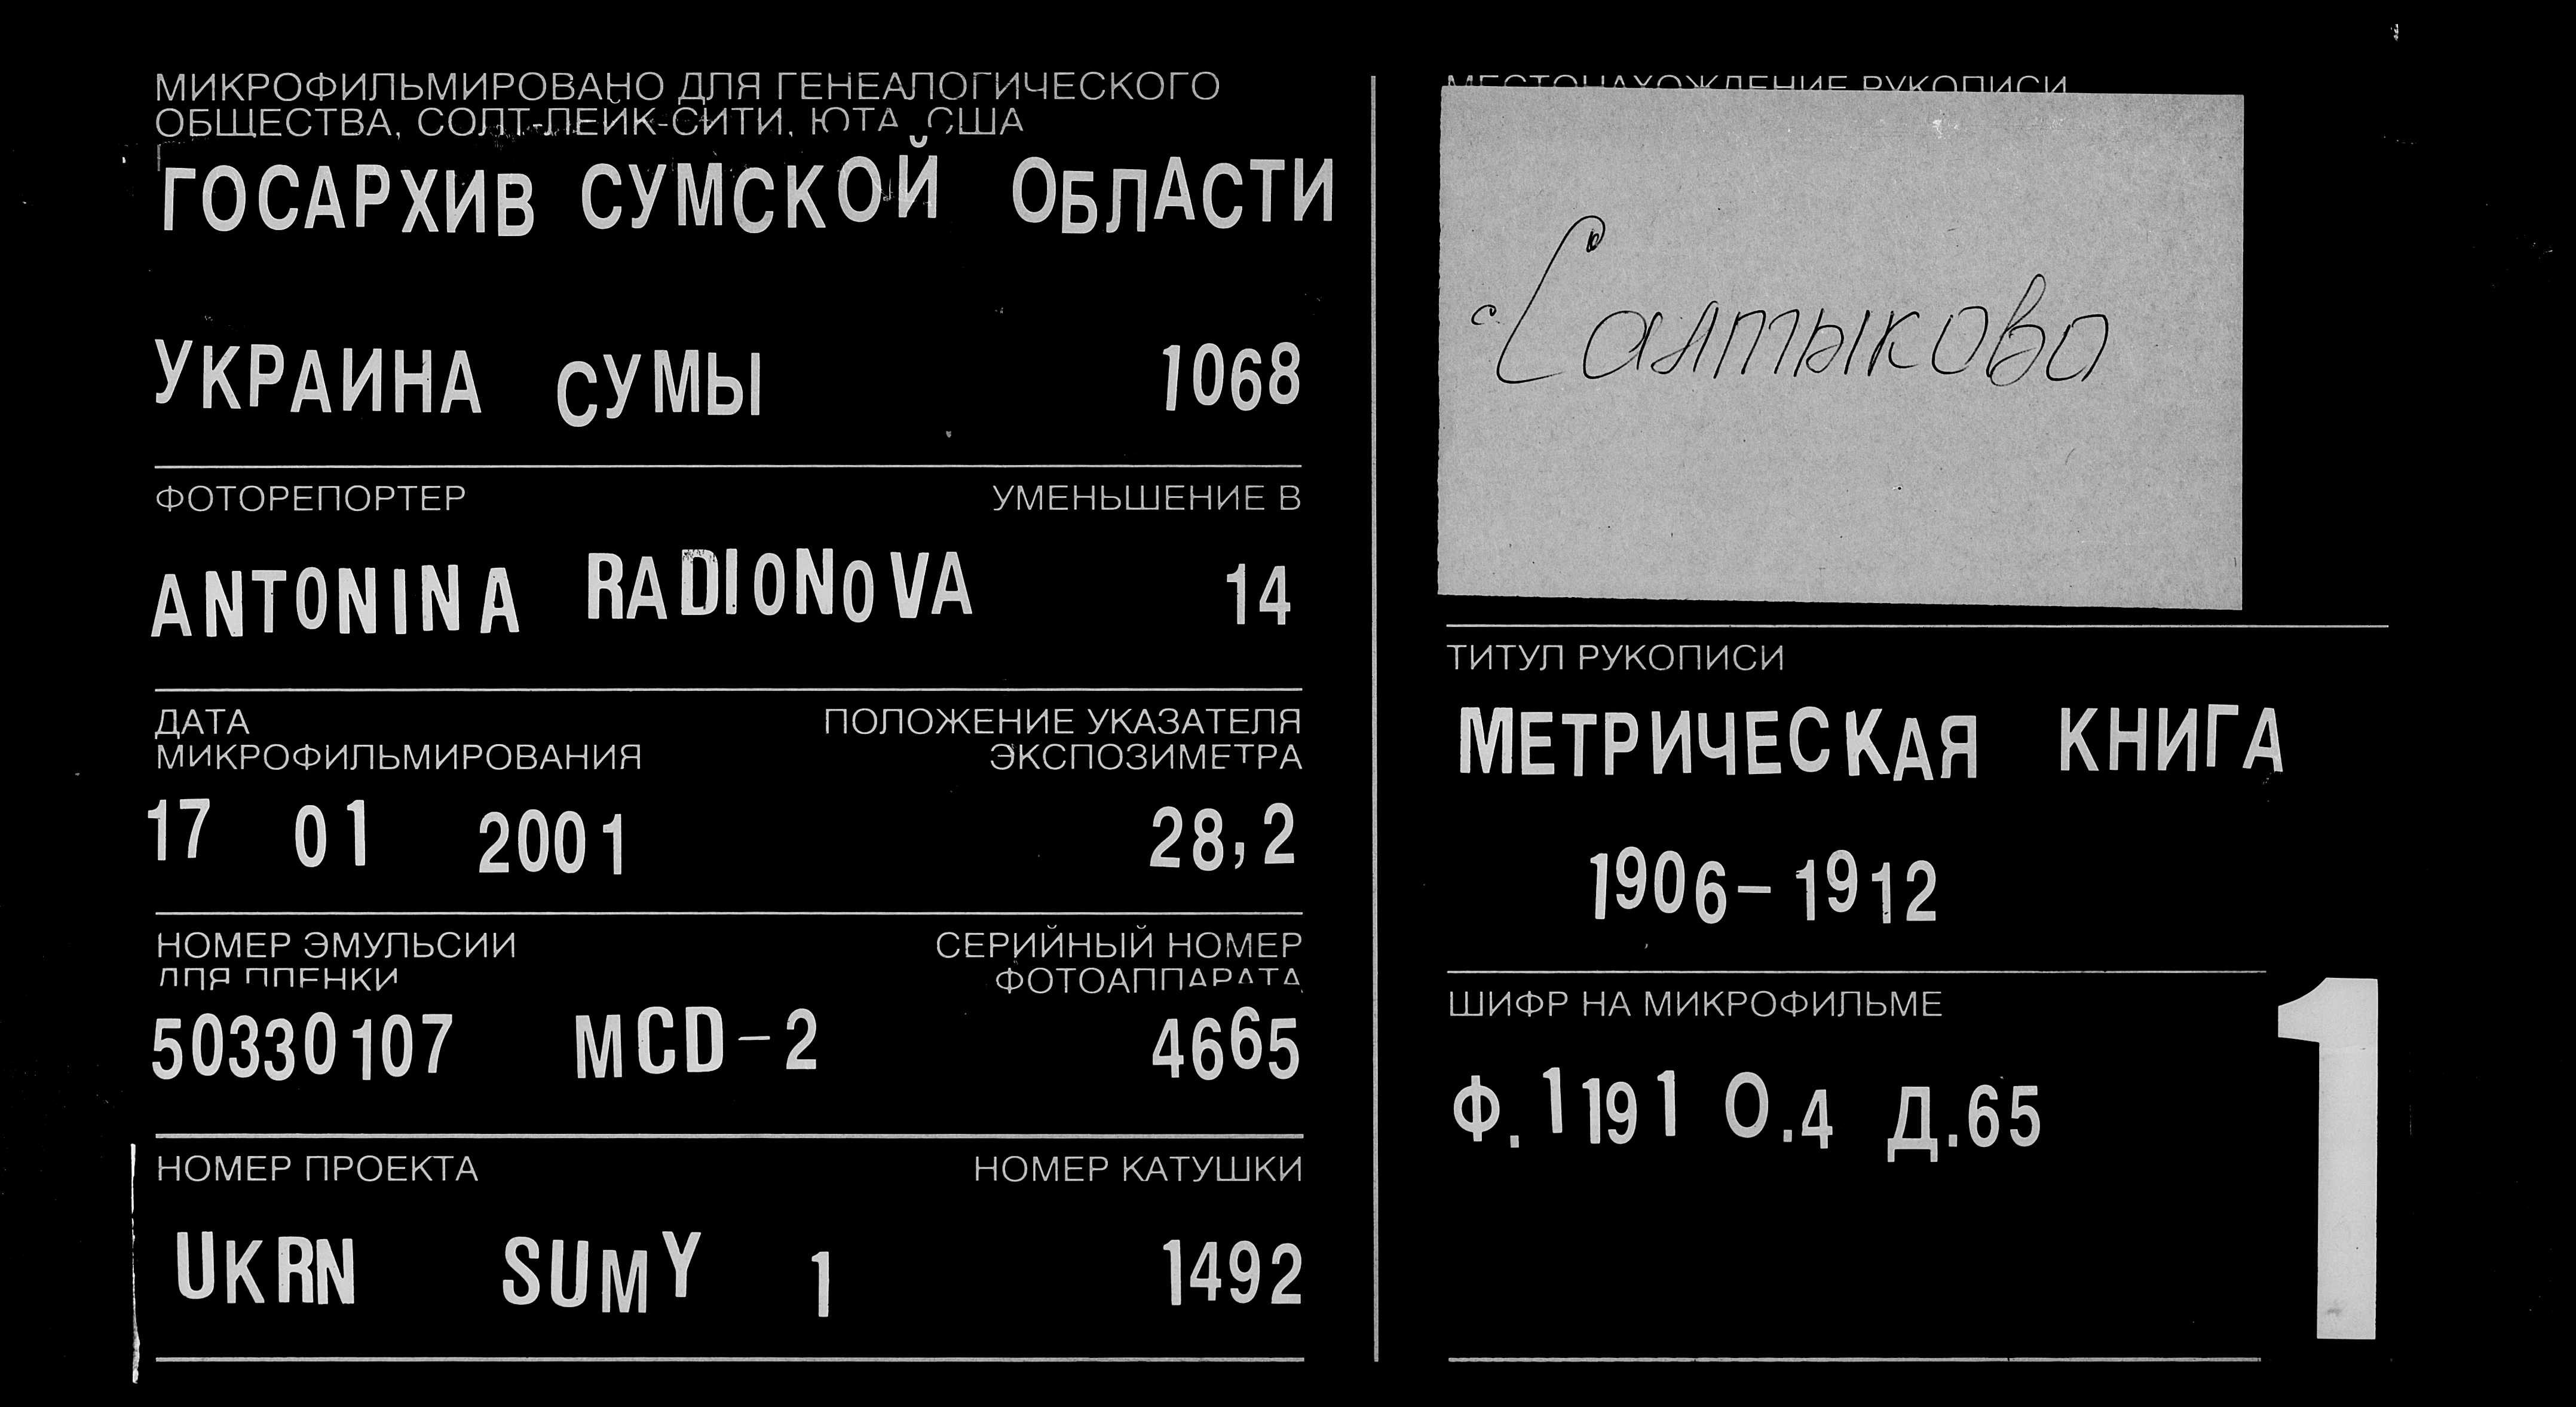 МИКРОФИЛЬМИРОВАНО ДЛЯ ГЕНЕАЛОГИЧЕСКОГО
ОБЩЕСТВА, СОЛТ-ЛЕЙК-СИТИ, ЮТА, США
ГОСАРХИВ СУМСКОЙ ОБЛАСТИ
УКРАИНА СУМЫ 1068
ФОТОРЕПОРТЕР УМЕНЬШЕНИЕ В
ANTONINA RADIONOVA 14
ДАТА ПОЛОЖЕНИЕ УКАЗАТЕЛЯ
МИКРОФИЛЬМИРОВАНИЯ ЭКСПОЗИМЕТРА
17 01 2001 28,2
НОМЕР ЭМУЛЬСИИ СЕРИЙНЫЙ НОМЕР
ДЛЯ ПЛЕНКИ ФОТОАППАРАТА
50330107 MCD-2 4665
НОМЕР ПРОЕКТА НОМЕР КАТУШКИ
UKRN SUMY 1 1492
МЕСТОНАХОЖДЕНИЕ РУКОПИСИ
с. Салтыково
ТИТУЛ РУКОПИСИ
МЕТРИЧЕСКАЯ КНИГА
1906-1912
ШИФР НА МИКРОФИЛЬМЕ
Ф. 1191 О.4 Д.65
1